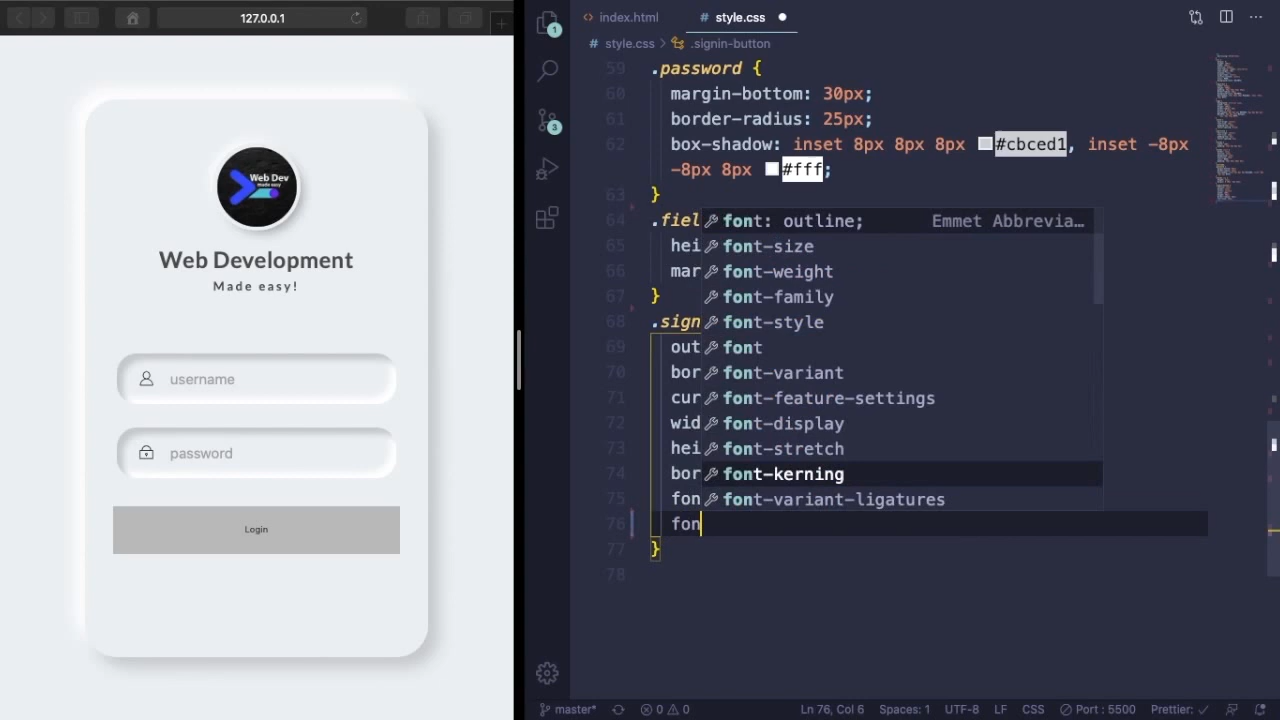 127.0.0.1
Web Dev
made easy
Web Development
Made easy!
username
password
Login
1
3
index.html
# style.css
# style.css > .signin-button
59 .password {
60 margin-bottom: 30px;
61 border-radius: 25px;
62 box-shadow: inset 8px 8px 8px #cbced1, inset -8px
-8px 8px #fff;
63 }
64 .fiel
65 hei
66 mar
67 }
68 .sign
69 out
70 bor
71 cur
72 wid
73 hei
74 bor
75 fon
76 fon
77 }
78
font: outline; Emmet Abbrevia…
font-size
font-weight
font-family
font-style
font
font-variant
font-feature-settings
font-display
font-stretch
font-kerning
font-variant-ligatures
master* 0 0 Ln 76, Col 6 Spaces: 1 UTF-8 LF CSS Port : 5500 Prettier: ✓